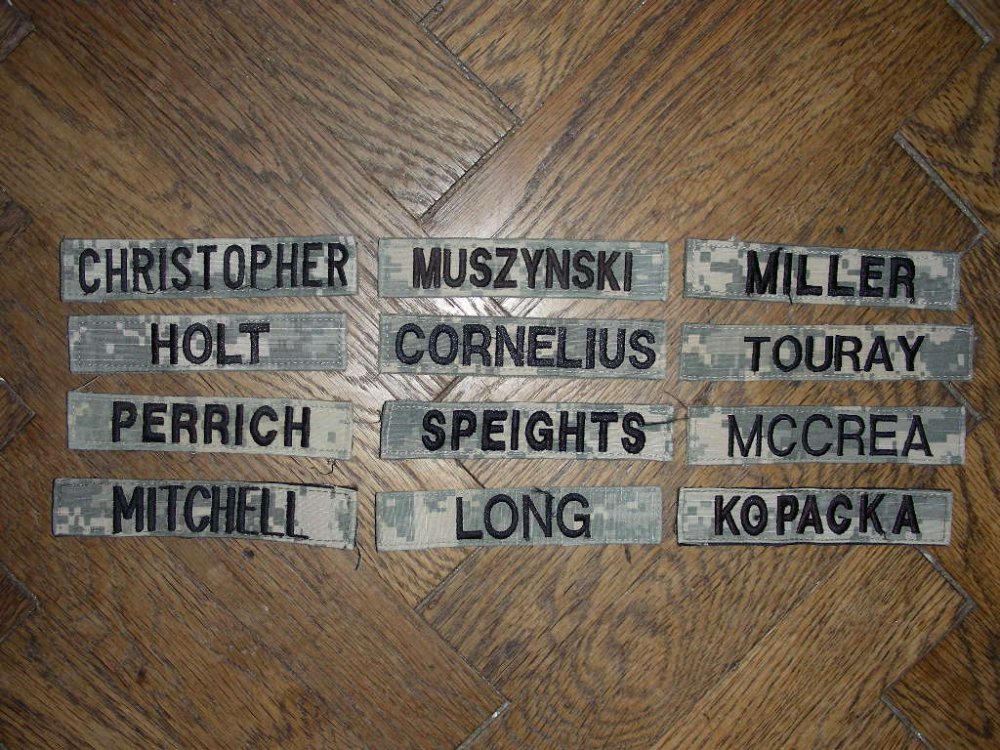 CHRISTOPHER MUSZYNSKI MILLER
HOLT CORNELIUS TOURAY
PERRICH SPEIGHTS MCCREA
MITCHELL LONG KOPACKA